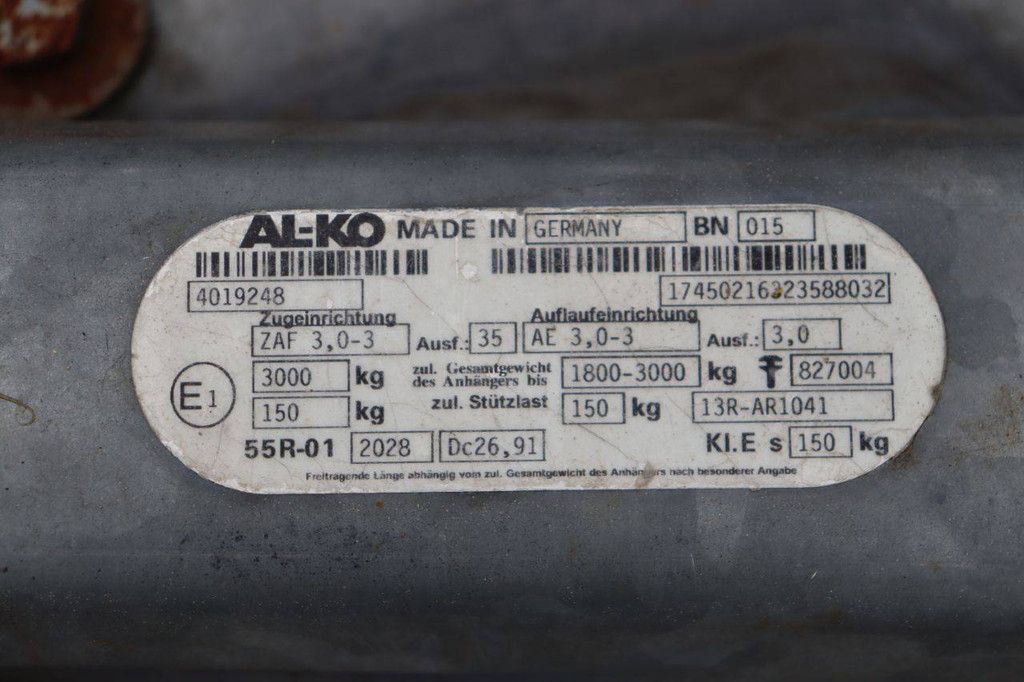 AL-KO MADE IN GERMANY BN 015
4019248 17450216323588032
Zugeinrichtung Auflaufeinrichtung
ZAF 3,0-3 Ausf.: 35 AE 3,0-3 Ausf.: 3,0
E1 3000 kg zul. Gesamtgewicht des Anhängers bis 1800-3000 kg 827004
150 kg zul. Stützlast 150 kg 13R-AR1041
55R-01 2028 Dc26,91 KI.E s 150 kg
Freitragende Länge abhängig vom zul. Gesamtgewicht des Anhängers nach besonderer Angabe